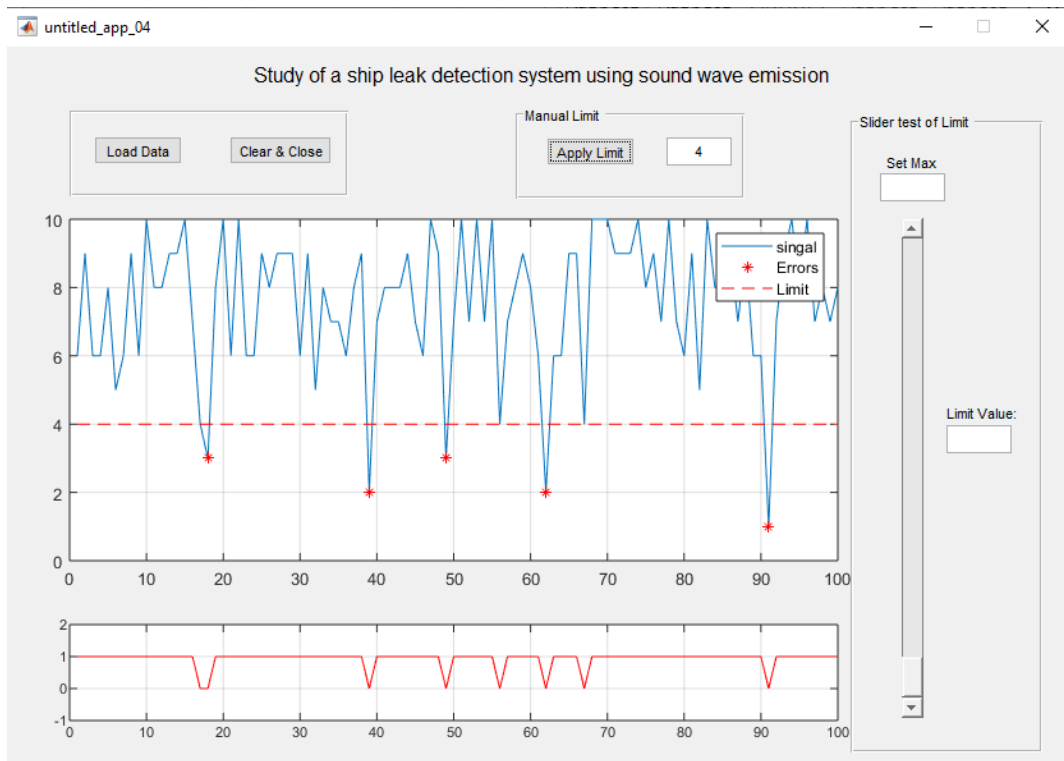 untitled_app_04
Study of a ship leak detection system using sound wave emission
Load Data
Clear & Close
Manual Limit
Apply Limit
4
Slider test of Limit
Set Max
Limit Value:
singal
Errors
Limit
10
8
6
4
2
0
0 10 20 30 40 50 60 70 80 90 100
2
1
0
-1
0 10 20 30 40 50 60 70 80 90 100